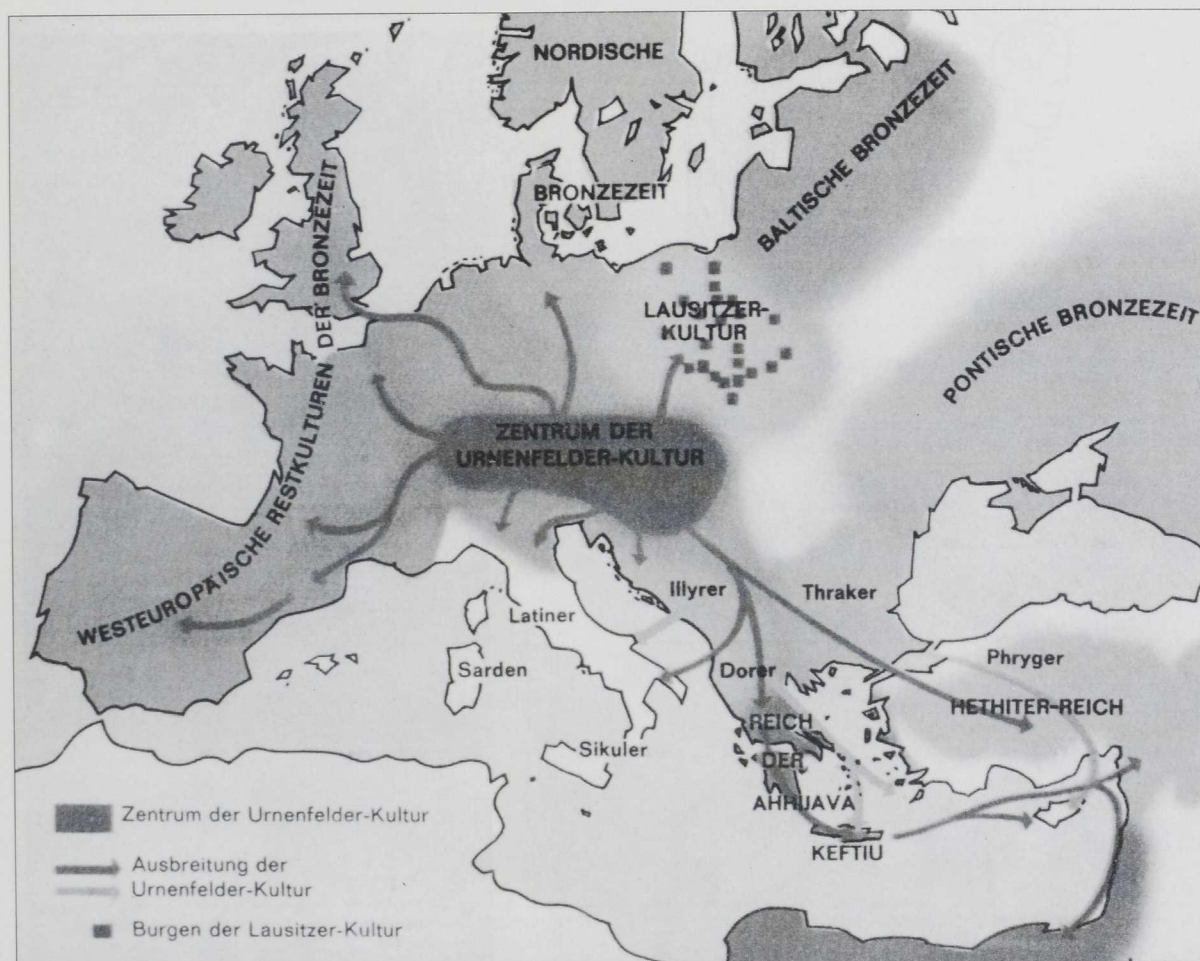 NORDISCHE
BRONZEZEIT
BALTISCHE BRONZEZEIT
PONTISCHE BRONZEZEIT
WESTEUROPÄISCHE RESTKULTUREN DER BRONZEZEIT
LAUSITZER-
KULTUR
ZENTRUM DER
URNENFELDER-KULTUR
Illyrer
Thraker
Latiner
Sarden
Dorer
Phryger
HETHITER-REICH
REICH
DER
AHHIJAVA
Sikuler
KEFTIU
Zentrum der Urnenfelder-Kultur
Ausbreitung der
Urnenfelder-Kultur
Burgen der Lausitzer-Kultur